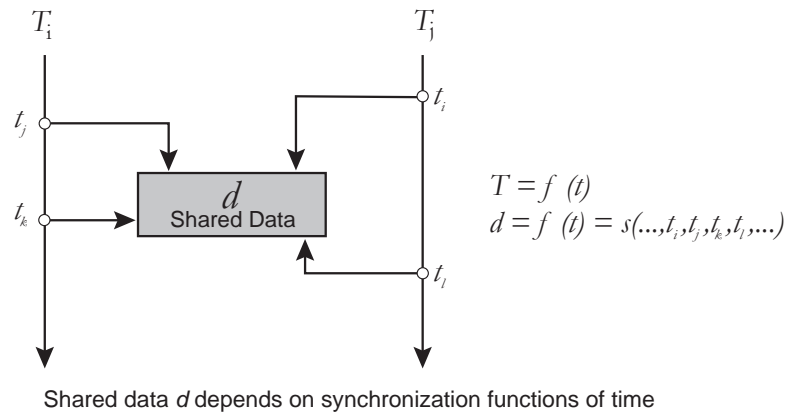 Ti Tj
ti
tj
d
tk
Shared Data
T = f (t)
d = f (t) = s(...,ti,tj,tk,tl,...)
tl
Shared data d depends on synchronization functions of time